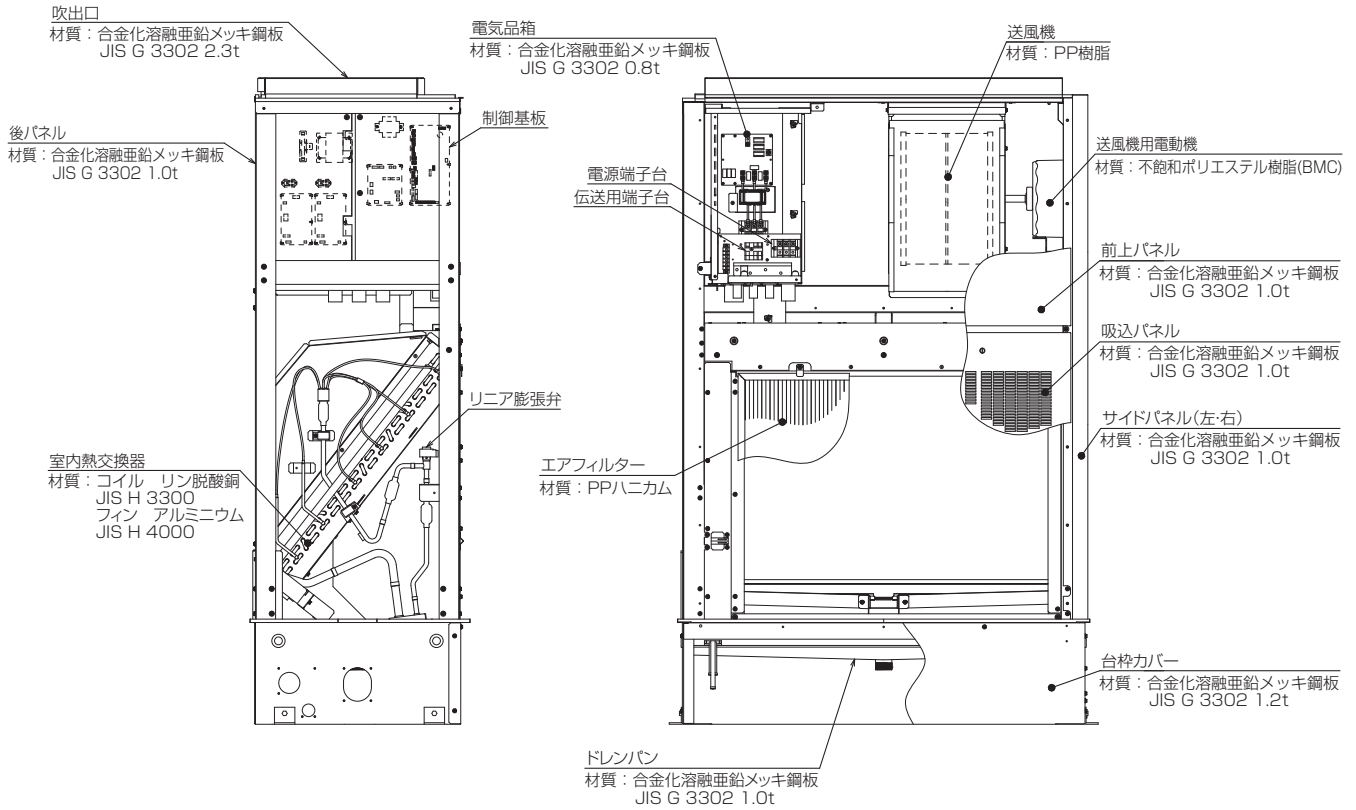 吹出口
材質：合金化溶融亜鉛メッキ鋼板
JIS G 3302 2.3t
後パネル
材質：合金化溶融亜鉛メッキ鋼板
JIS G 3302 1.0t
制御基板
リニア膨張弁
室内熱交換器
材質：コイル リン脱酸銅
JIS H 3300
フィン アルミニウム
JIS H 4000
電気品箱
材質：合金化溶融亜鉛メッキ鋼板
JIS G 3302 0.8t
電源端子台
伝送用端子台
エアフィルター
材質：PPハニカム
送風機
材質：PP樹脂
送風機用電動機
材質：不飽和ポリエステル樹脂(BMC)
前上パネル
材質：合金化溶融亜鉛メッキ鋼板
JIS G 3302 1.0t
吸込パネル
材質：合金化溶融亜鉛メッキ鋼板
JIS G 3302 1.0t
サイドパネル(左·右)
材質：合金化溶融亜鉛メッキ鋼板
JIS G 3302 1.0t
台枠カバー
材質：合金化溶融亜鉛メッキ鋼板
JIS G 3302 1.2t
ドレンパン
材質：合金化溶融亜鉛メッキ鋼板
JIS G 3302 1.0t